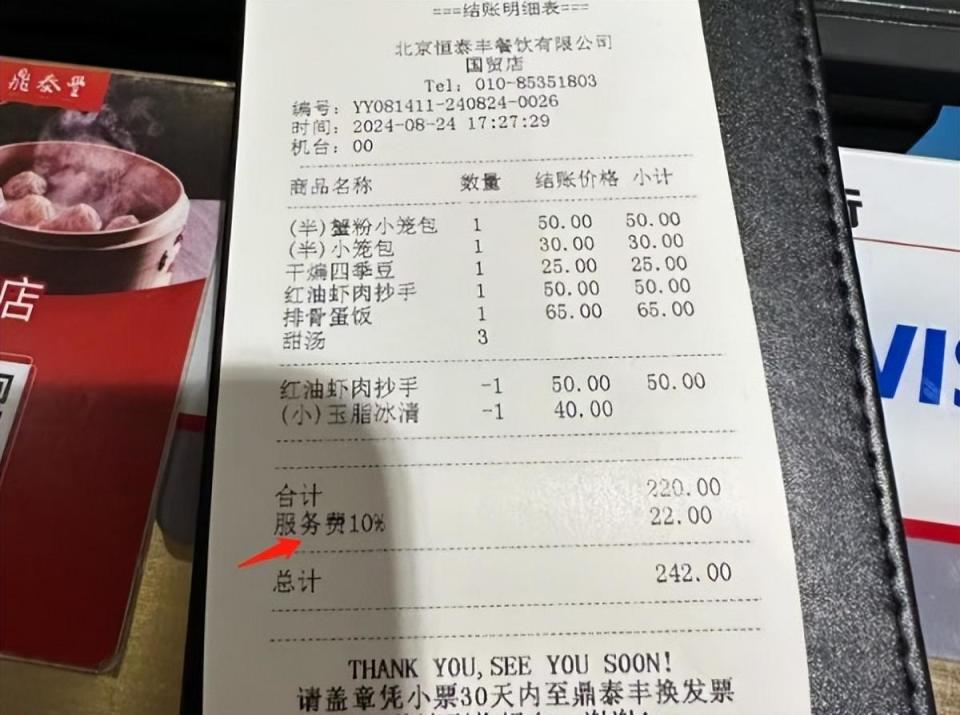 ===结账明细表===
北京恒泰丰餐饮有限公司
国贸店
Tel: 010-85351803
编号: YY081411-240824-0026
时间: 2024-08-24 17:27:29
机台: 00
商品名称 数量 结账价格 小计
(半)蟹粉小笼包 1 50.00 50.00
(半)小笼包 1 30.00 30.00
干煸四季豆 1 25.00 25.00
红油虾肉抄手 1 50.00 50.00
排骨蛋饭 1 65.00 65.00
甜汤 3
红油虾肉抄手 -1 50.00 50.00
(小)玉脂冰清 -1 40.00
合计 220.00
服务费10% 22.00
总计 242.00
THANK YOU,SEE YOU SOON!
请盖章凭小票30天内至鼎泰丰换发票
鼎泰豐
店
VIS